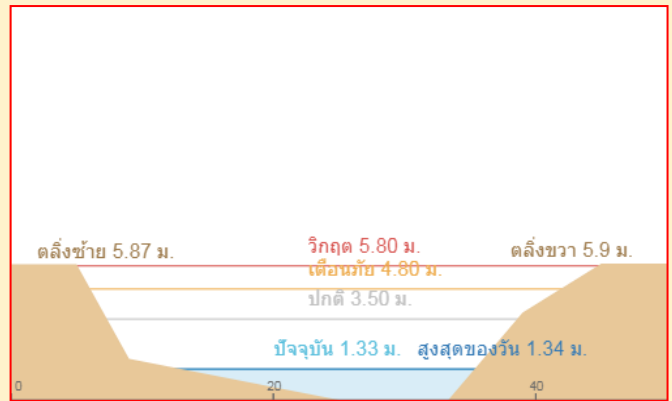 วิกฤต 5.80 ม.
ตลิ่งซ้าย 5.87 ม.
ตลิ่งขวา 5.9 ม.
เตือนภัย 4.80 ม.
ปกติ 3.50 ม.
ปัจจุบัน 1.33 ม. สูงสุดของวัน 1.34 ม.
0 20 40